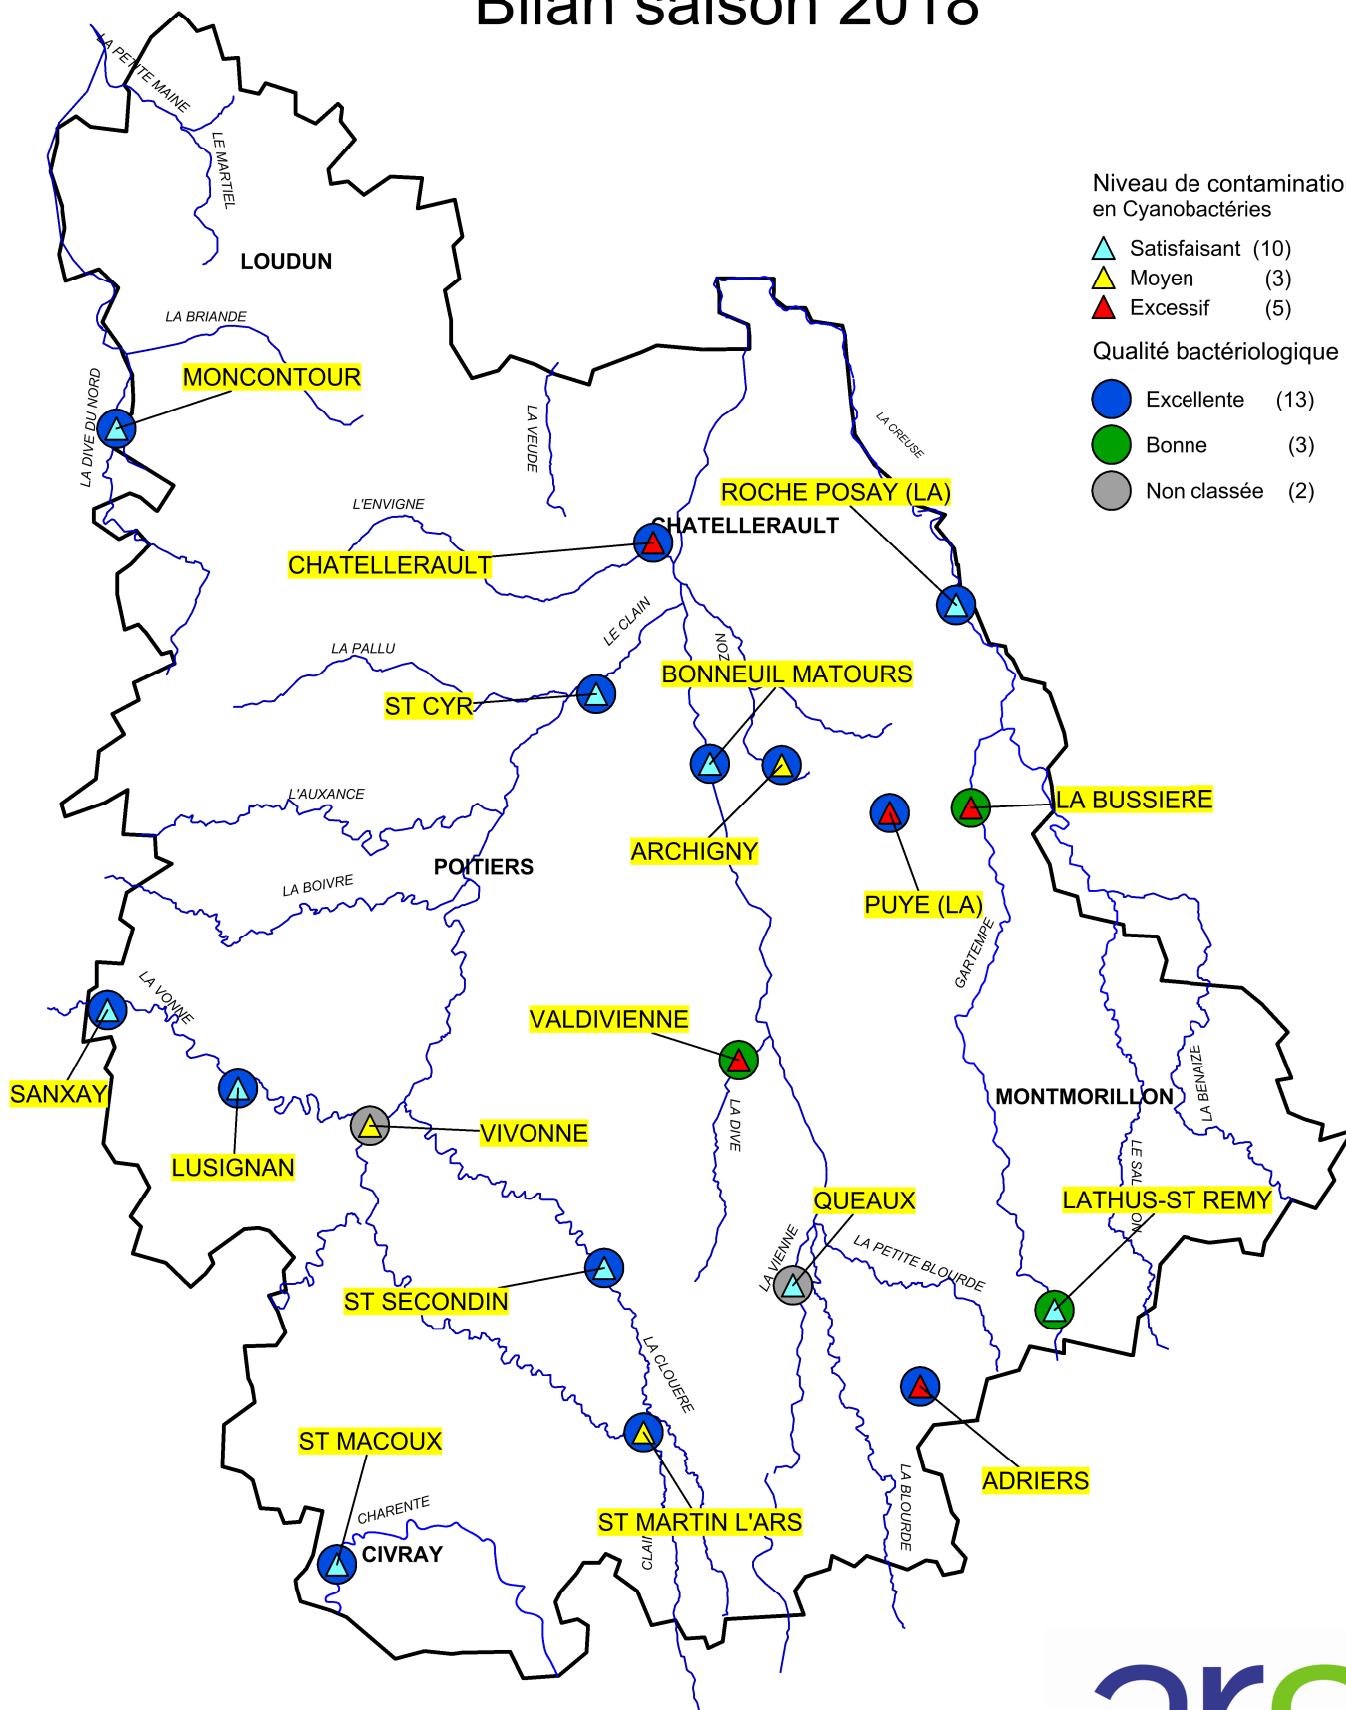 Bilan saison 2018
LA PETITE MAINE
LE MARTIEL
Niveau de contamination
en Cyanobactéries
Satisfaisant (10)
Moyen (3)
Excessif (5)
Qualité bactériologique
Excellente (13)
Bonne (3)
Non classée (2)
LOUDUN
LA BRIANDE
MONCONTOUR
LA DIVE DU NORD
LA VEUDE
LA CREUSE
ROCHE POSAY (LA)
L'ENVIGNE
CHATELLERAULT
CHATELLERAULT
LE CLAIN
LA PALLU
BONNEUIL MATOURS
ST CYR
L'AUXANCE
LA BUSSIERE
ARCHIGNY
POITIERS
LA BOIVRE
PUYE (LA)
GARTEMPE
LA VONNE
VALDIVIENNE
SANXAY
MONTMORILLON
LA BENAIZE
LA DIVE
VIVONNE
LUSIGNAN
QUEAUX
LATHUS-ST REMY
LA VIENNE
LA PETITE BLOURDE
ST SECONDIN
LA CLOUERE
ST MACOUX
ADRIERS
LA BLOURDE
CHARENTE
ST MARTIN L'ARS
CIVRAY